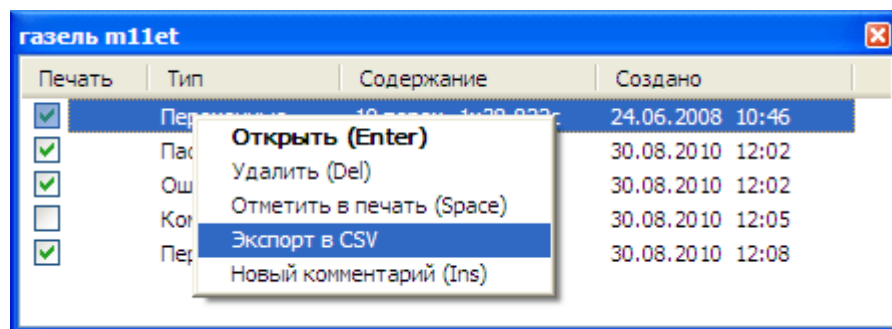 газель m11et
Печать Тип Содержание Создано
24.06.2008 10:46
Открыть (Enter)
30.08.2010 12:02
Удалить (Del)
30.08.2010 12:02
Отметить в печать (Space)
30.08.2010 12:05
Экспорт в CSV
30.08.2010 12:08
Новый комментарий (Ins)